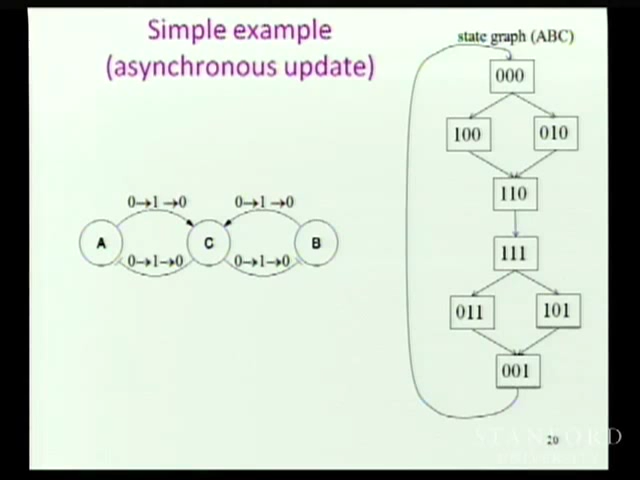 Simple example
(asynchronous update)
state graph (ABC)
000
100
010
110
0→1→0
0→1→0
A
C
B
0→1→0
0→1→0
111
011
101
001
20
STANFORD
UNIVERSITY